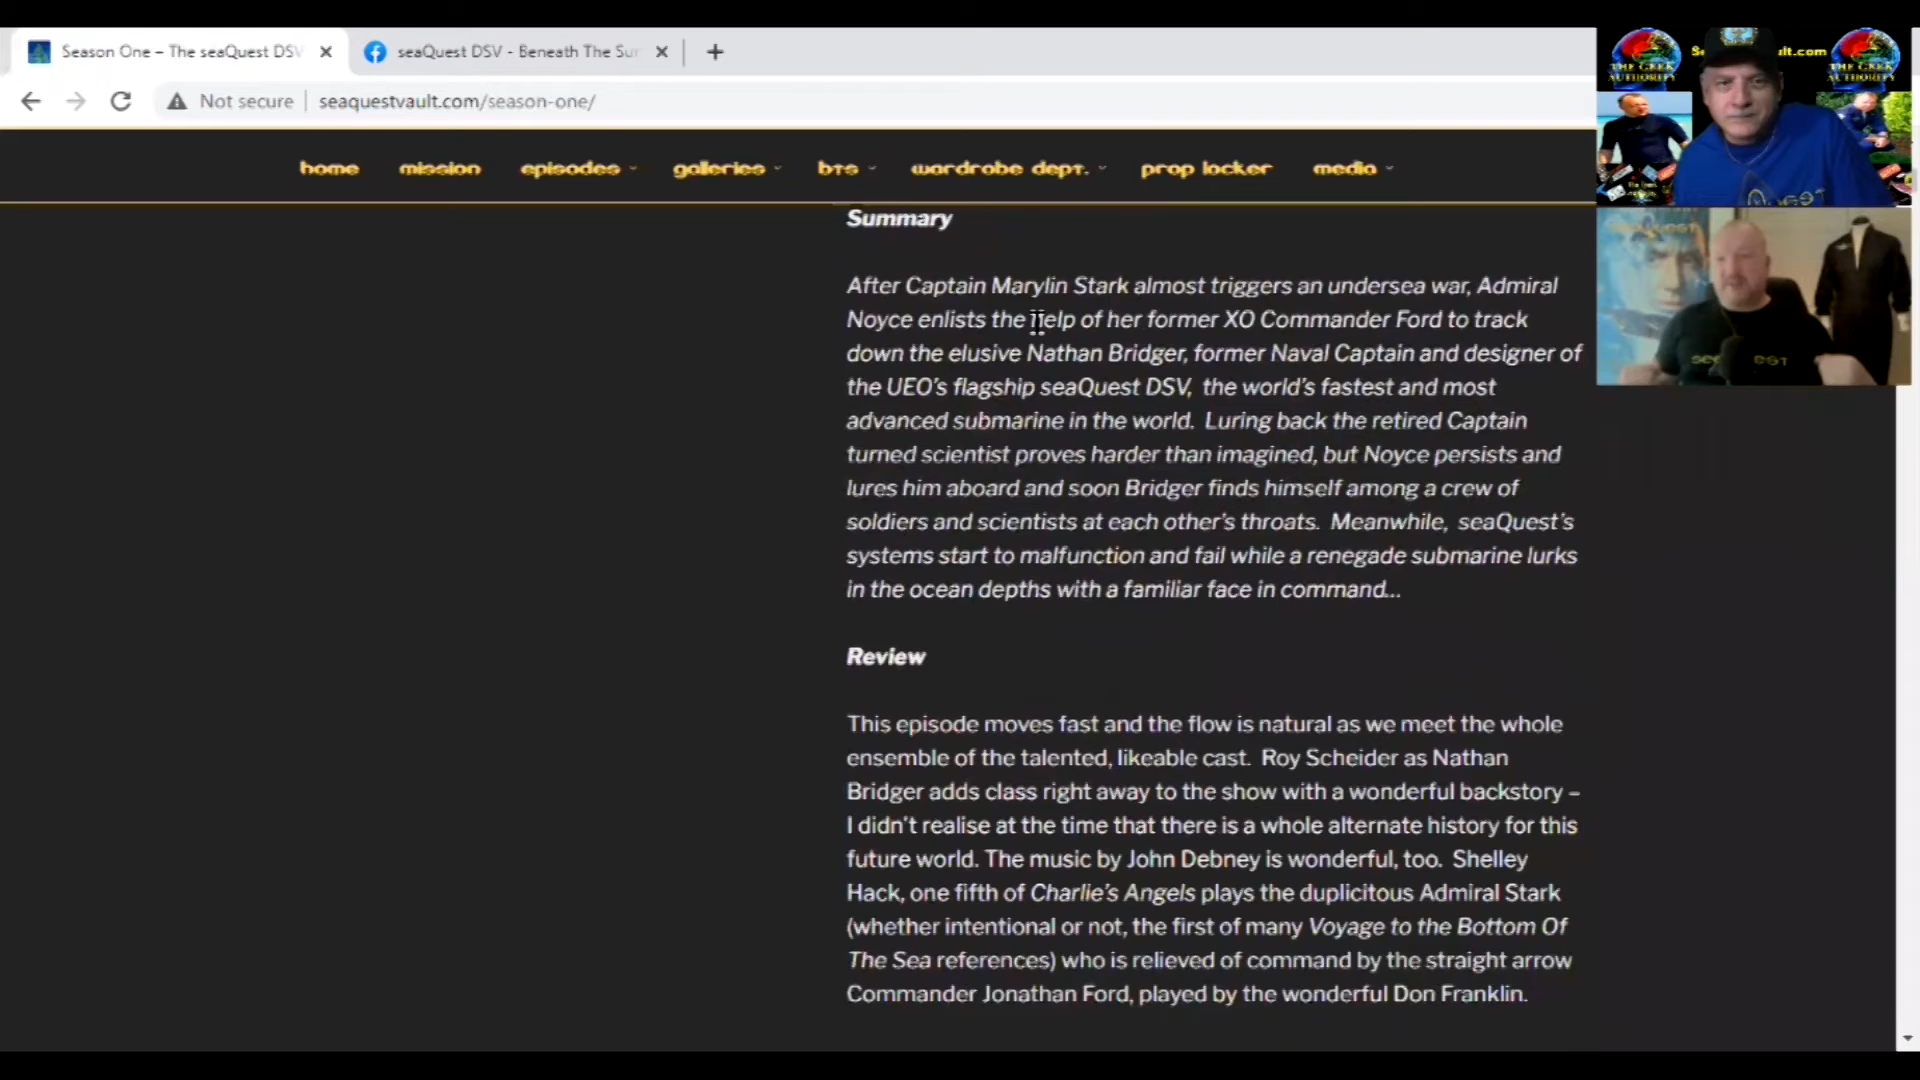 Season One – The seaQuest DSV
seaQuest DSV - Beneath The Sur
Not secure
seaquestvault.com/season-one/
home
mission
episodes
galleries
BTS
wardrobe dept.
prop locker
media
Summary
After Captain Marylin Stark almost triggers an undersea war, Admiral
Noyce enlists the help of her former XO Commander Ford to track
down the elusive Nathan Bridger, former Naval Captain and designer of
the UEO's flagship seaQuest DSV, the world's fastest and most
advanced submarine in the world. Luring back the retired Captain
turned scientist proves harder than imagined, but Noyce persists and
lures him aboard and soon Bridger finds himself among a crew of
soldiers and scientists at each other's throats. Meanwhile, seaQuest's
systems start to malfunction and fail while a renegade submarine lurks
in the ocean depths with a familiar face in command...
Review
This episode moves fast and the flow is natural as we meet the whole
ensemble of the talented, likeable cast. Roy Scheider as Nathan
Bridger adds class right away to the show with a wonderful backstory –
I didn't realise at the time that there is a whole alternate history for this
future world. The music by John Debney is wonderful, too. Shelley
Hack, one fifth of Charlie's Angels plays the duplicitous Admiral Stark
(whether intentional or not, the first of many Voyage to the Bottom Of
The Sea references) who is relieved of command by the straight arrow
Commander Jonathan Ford, played by the wonderful Don Franklin.
THE GEEK
AUTHORITY
THE GEEK
AUTHORITY